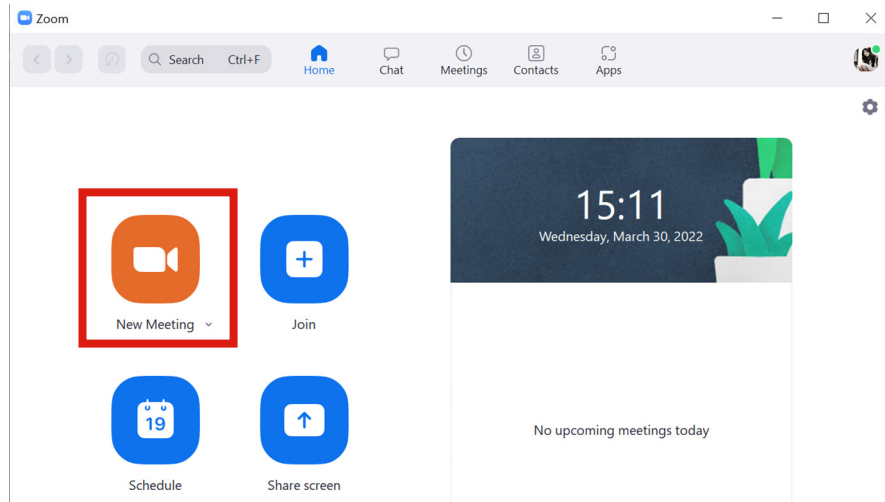 Zoom
Search Ctrl+F
Home
Chat
Meetings
Contacts
Apps
15:11
Wednesday, March 30, 2022
New Meeting
Join
19
Schedule
Share screen
No upcoming meetings today